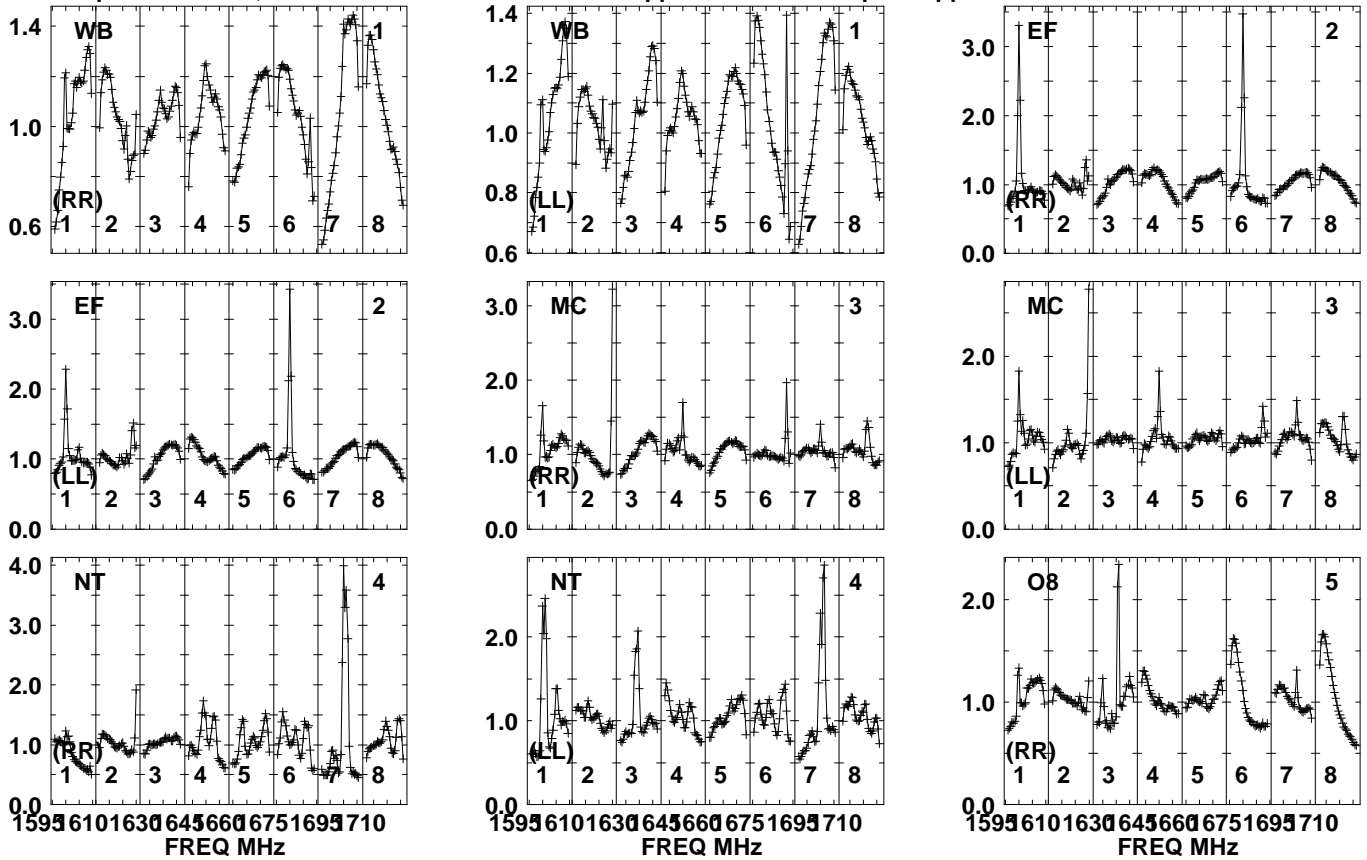 1.4 WB 1
1.0
(RR)
0.6 1 2 3 4 5 6 7 8
1.4 WB 1
1.2
1.0
0.8
(LL)
0.6 1 2 3 4 5 6 7 8
EF 2
3.0
2.0
1.0
(RR)
1 2 3 4 5 6 7 8
0.0
EF 2
3.0
2.0
1.0
(LL)
1 2 3 4 5 6 7 8
0.0
MC 3
3.0
2.0
1.0
(RR)
1 2 3 4 5 6 7 8
0.0
MC 3
2.0
1.0
(LL)
1 2 3 4 5 6 7 8
0.0
4.0 NT 4
3.0
2.0
1.0
(RR)
1 2 3 4 5 6 7 8
0.0
1595 1610 1630 1645 1660 1675 1695 1710
FREQ MHz
NT 4
2.0
1.0
(LL)
1 2 3 4 5 6 7 8
0.0
1595 1610 1630 1645 1660 1675 1695 1710
FREQ MHz
O8 5
2.0
1.0
(RR)
1 2 3 4 5 6 7 8
0.0
1595 1610 1630 1645 1660 1675 1695 1710
FREQ MHz